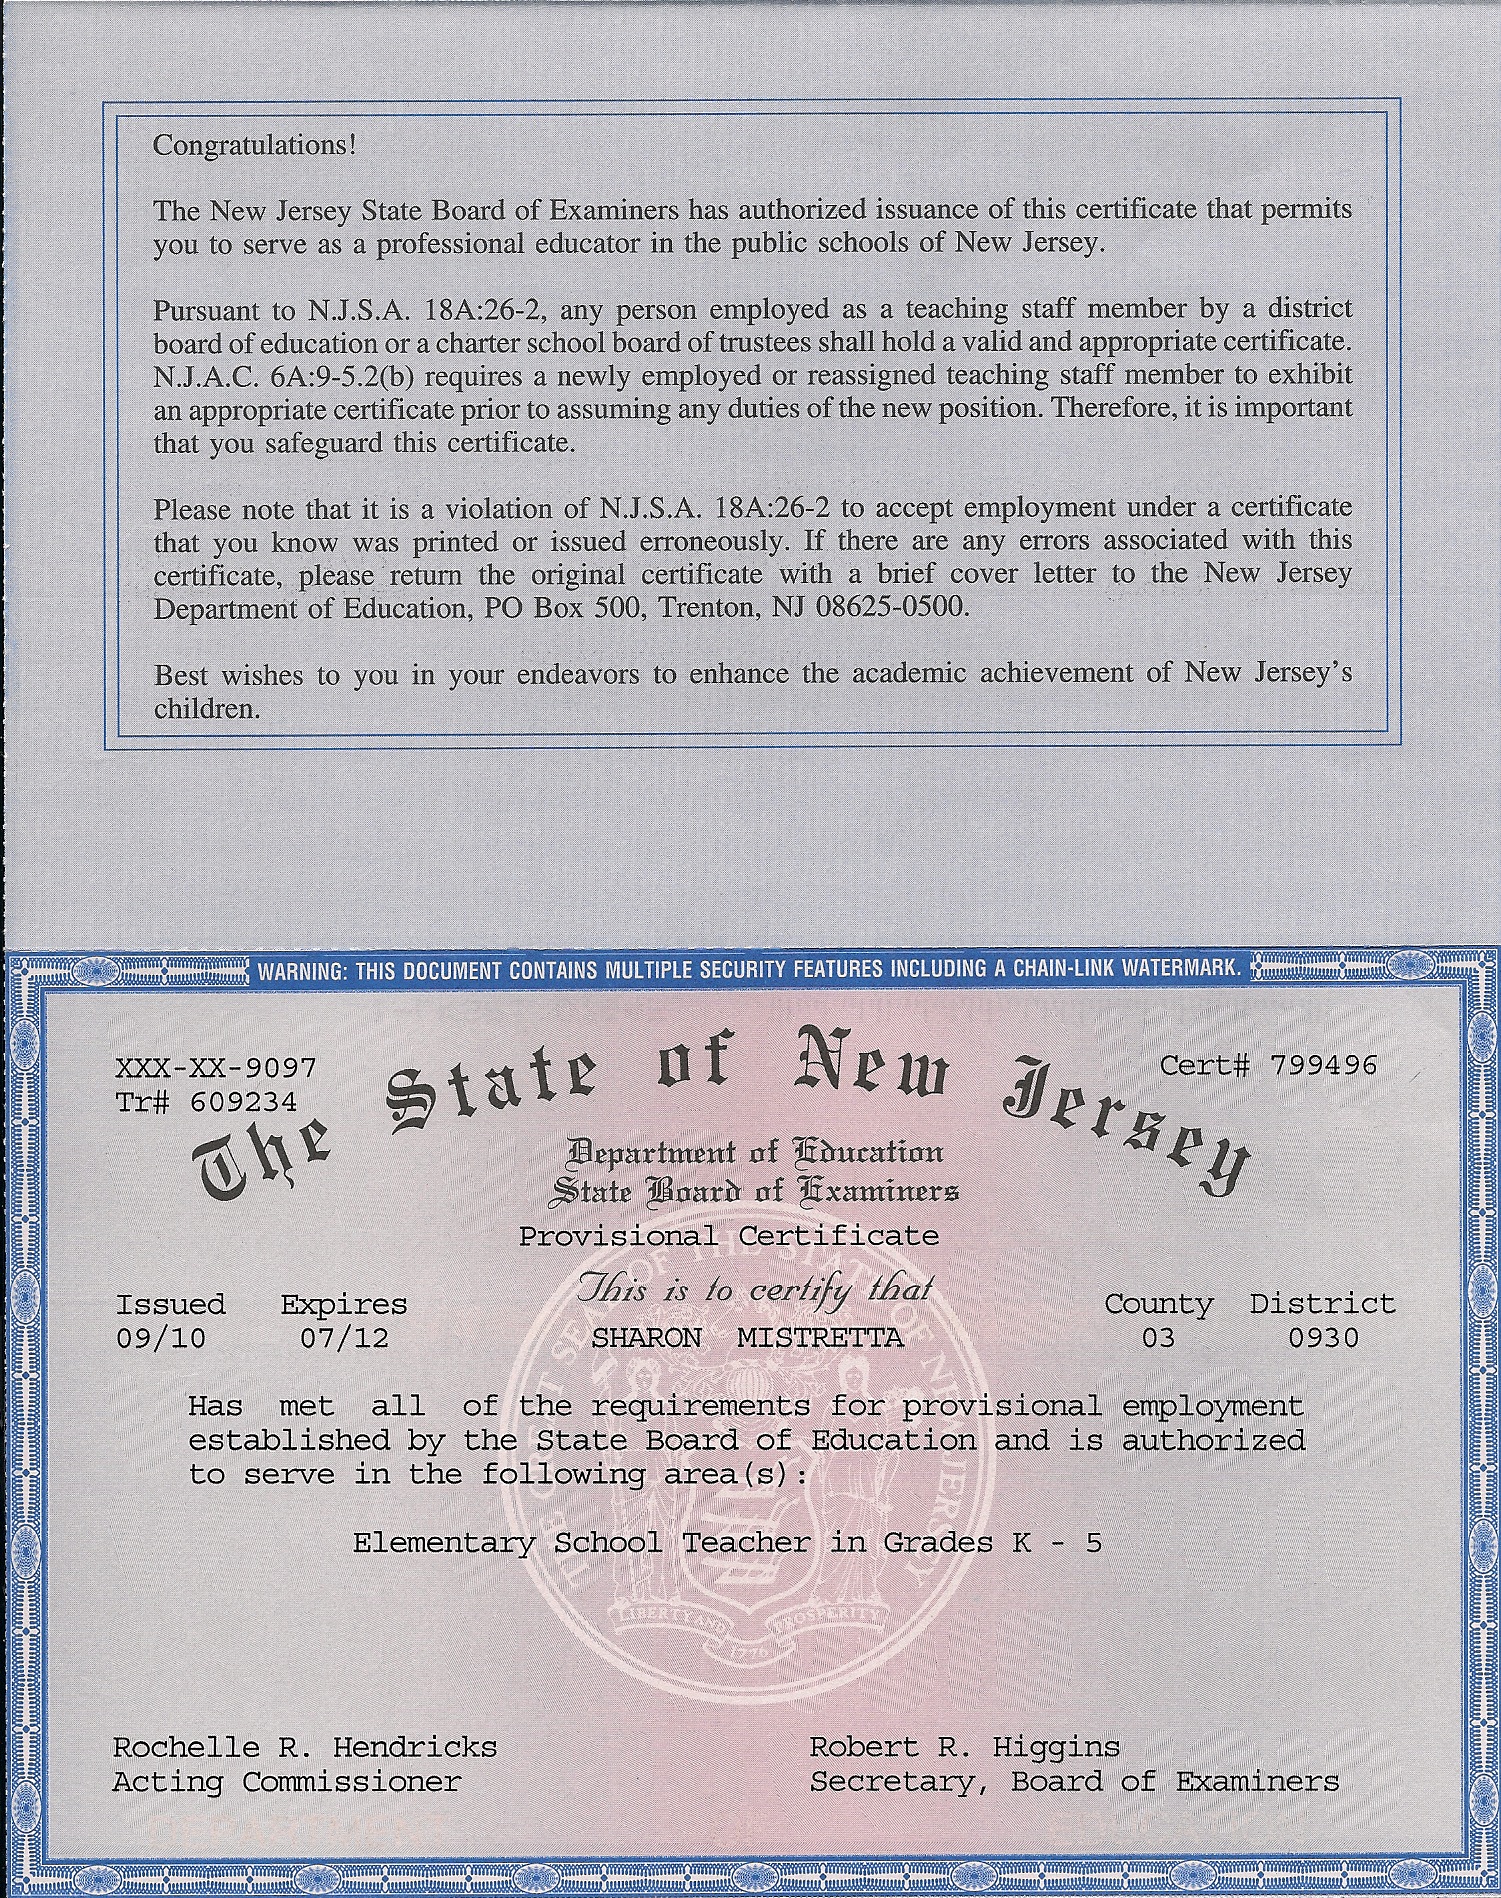 Congratulations!
The New Jersey State Board of Examiners has authorized issuance of this certificate that permits
you to serve as a professional educator in the public schools of New Jersey.
Pursuant to N.J.S.A. 18A:26-2, any person employed as a teaching staff member by a district
board of education or a charter school board of trustees shall hold a valid and appropriate certificate.
N.J.A.C. 6A:9-5.2(b) requires a newly employed or reassigned teaching staff member to exhibit
an appropriate certificate prior to assuming any duties of the new position. Therefore, it is important
that you safeguard this certificate.
Please note that it is a violation of N.J.S.A. 18A:26-2 to accept employment under a certificate
that you know was printed or issued erroneously. If there are any errors associated with this
certificate, please return the original certificate with a brief cover letter to the New Jersey
Department of Education, PO Box 500, Trenton, NJ 08625-0500.
Best wishes to you in your endeavors to enhance the academic achievement of New Jersey's
children.
WARNING: THIS DOCUMENT CONTAINS MULTIPLE SECURITY FEATURES INCLUDING A CHAIN-LINK WATERMARK.
XXX-XX-9097
Tr# 609234
The State of New Jersey
Cert# 799496
Department of Education
State Board of Examiners
Provisional Certificate
This is to certify that
Issued Expires County District
09/10 07/12 SHARON MISTRETTA 03 0930
Has met all of the requirements for provisional employment
established by the State Board of Education and is authorized
to serve in the following area(s):
Elementary School Teacher in Grades K - 5
THE GREAT SEAL OF THE STATE OF NEW JERSEY
LIBERTY AND PROSPERITY
1776
Rochelle R. Hendricks Robert R. Higgins
Acting Commissioner Secretary, Board of Examiners